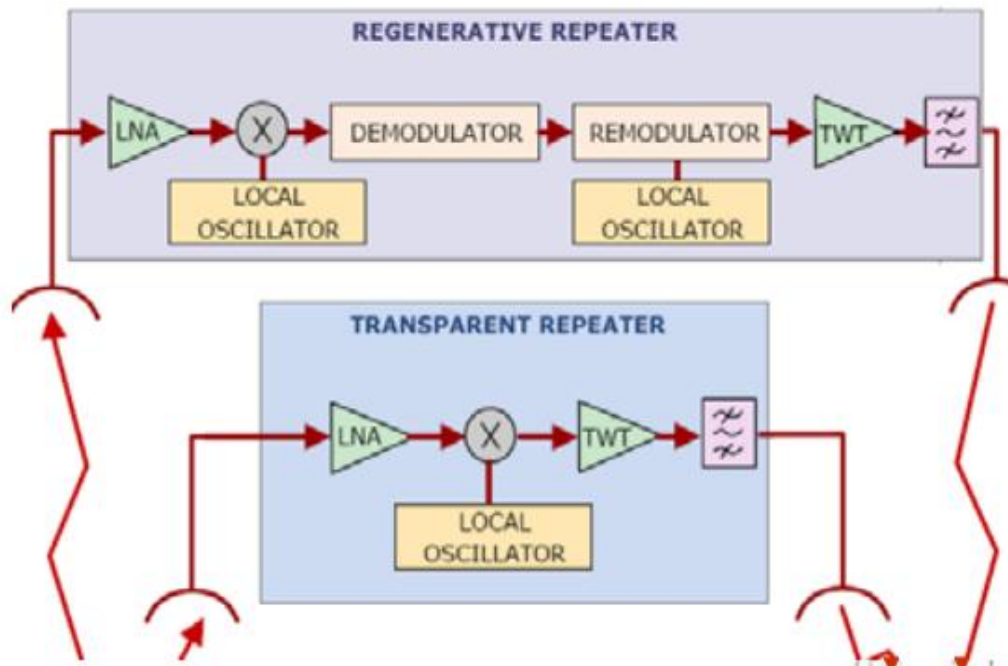 REGENERATIVE REPEATER
LNA
X
DEMODULATOR
REMODULATOR
TWT
LOCAL
OSCILLATOR
LOCAL
OSCILLATOR
TRANSPARENT REPEATER
LNA
X
TWT
LOCAL
OSCILLATOR